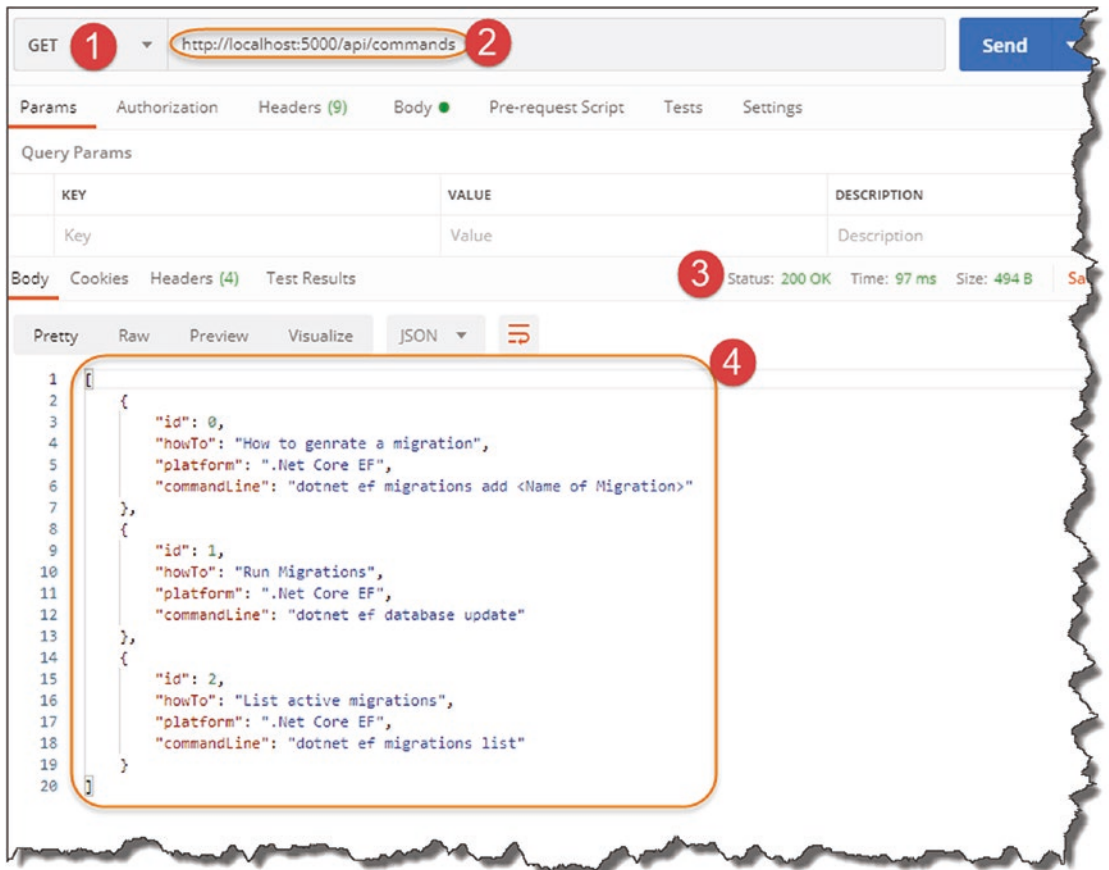 GET 1 http://localhost:5000/api/commands 2 Send
Params Authorization Headers (9) Body Pre-request Script Tests Settings
Query Params
KEY VALUE DESCRIPTION
Key Value Description
Body Cookies Headers (4) Test Results 3 Status: 200 OK Time: 97 ms Size: 494 B Sa
Pretty Raw Preview Visualize JSON
4
1 [
2 {
3 "id": 0,
4 "howTo": "How to genrate a migration",
5 "platform": ".Net Core EF",
6 "commandLine": "dotnet ef migrations add <Name of Migration>"
7 },
8 {
9 "id": 1,
10 "howTo": "Run Migrations",
11 "platform": ".Net Core EF",
12 "commandLine": "dotnet ef database update"
13 },
14 {
15 "id": 2,
16 "howTo": "List active migrations",
17 "platform": ".Net Core EF",
18 "commandLine": "dotnet ef migrations list"
19 }
20 ]